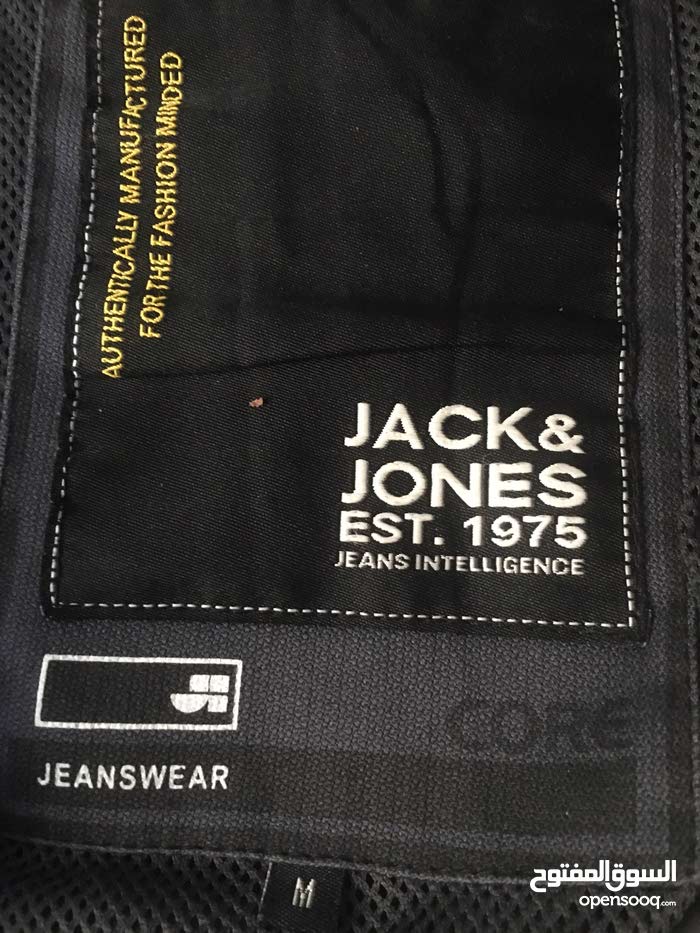 AUTHENTICALLY MANUFACTURED
FOR THE FASHION MINDED
JACK&
JONES
EST. 1975
JEANS INTELLIGENCE
CORE
JEANSWEAR
M
السوق المفتوح
opensooq.com